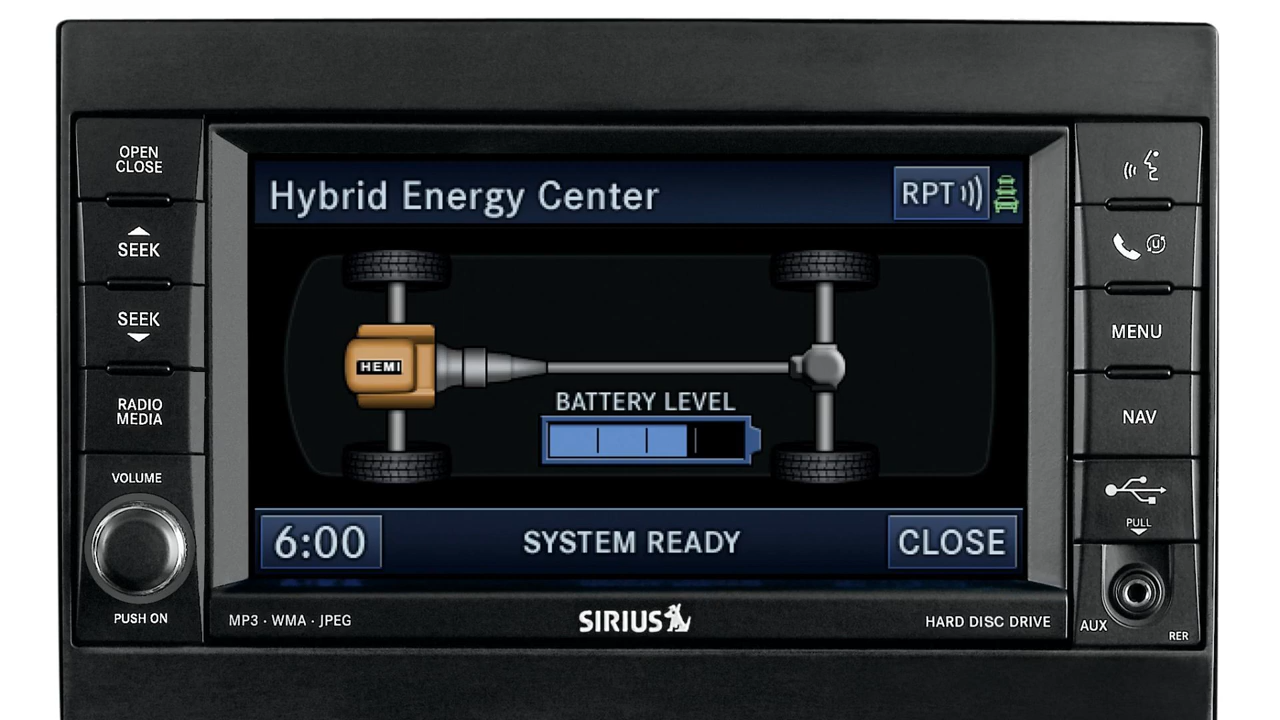 OPEN
CLOSE
SEEK
SEEK
RADIO
MEDIA
VOLUME
PUSH ON
Hybrid Energy Center
RPT
HEMI
BATTERY LEVEL
6:00
SYSTEM READY
CLOSE
MP3 · WMA · JPEG
SIRIUS
HARD DISC DRIVE
U
MENU
NAV
PULL
AUX
RER